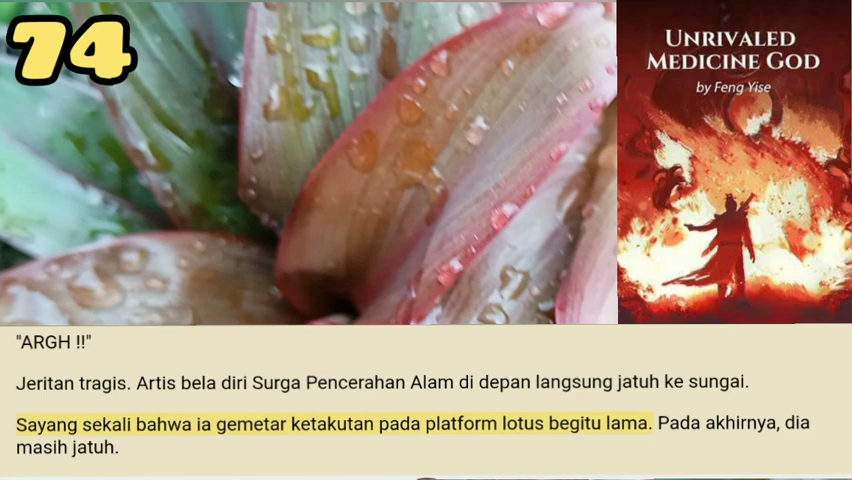 74
UNRIVALED
MEDICINE GOD
by Feng Yise
"ARGH !!"
Jeritan tragis. Artis bela diri Surga Pencerahan Alam di depan langsung jatuh ke sungai.
Sayang sekali bahwa ia gemetar ketakutan pada platform lotus begitu lama. Pada akhirnya, dia
masih jatuh.